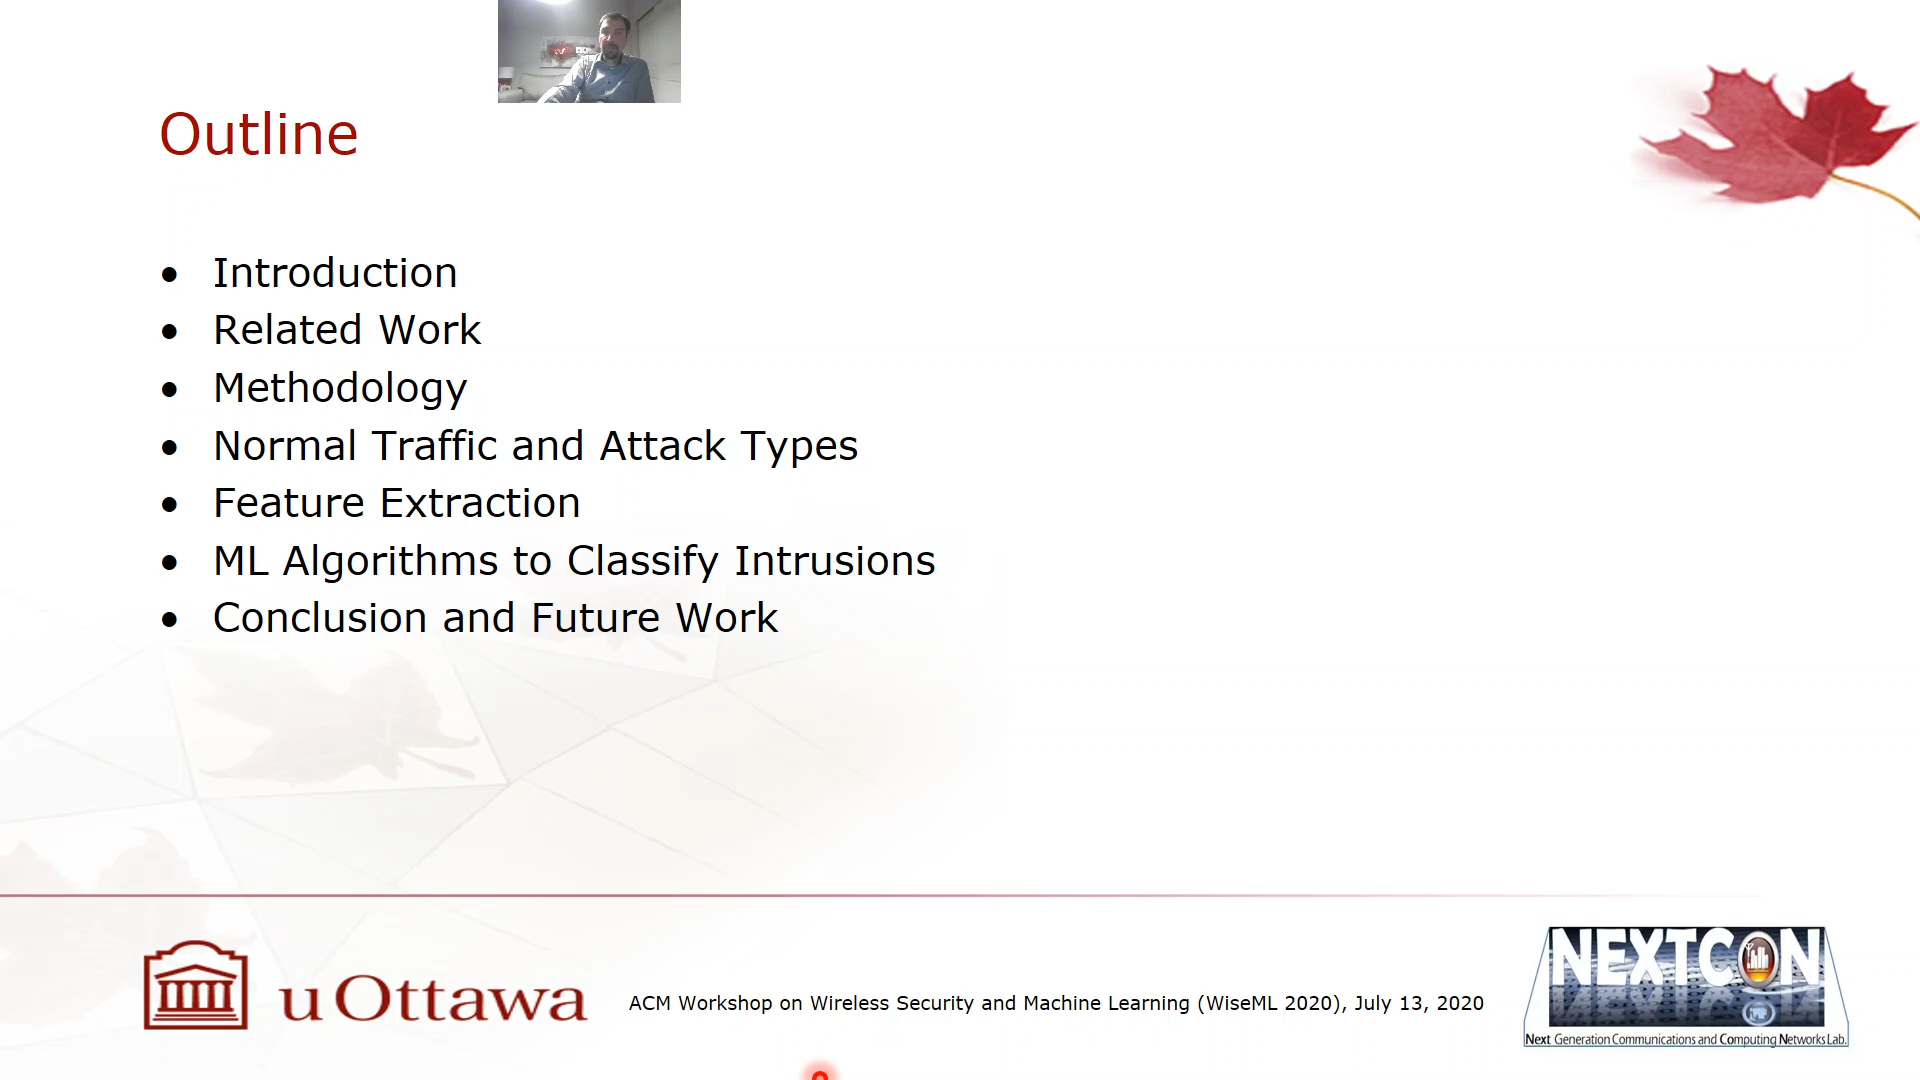 Outline
• Introduction
• Related Work
• Methodology
• Normal Traffic and Attack Types
• Feature Extraction
• ML Algorithms to Classify Intrusions
• Conclusion and Future Work
uOttawa
ACM Workshop on Wireless Security and Machine Learning (WiseML 2020), July 13, 2020
NEXTCON
Next Generation Communications and Computing Networks Lab.